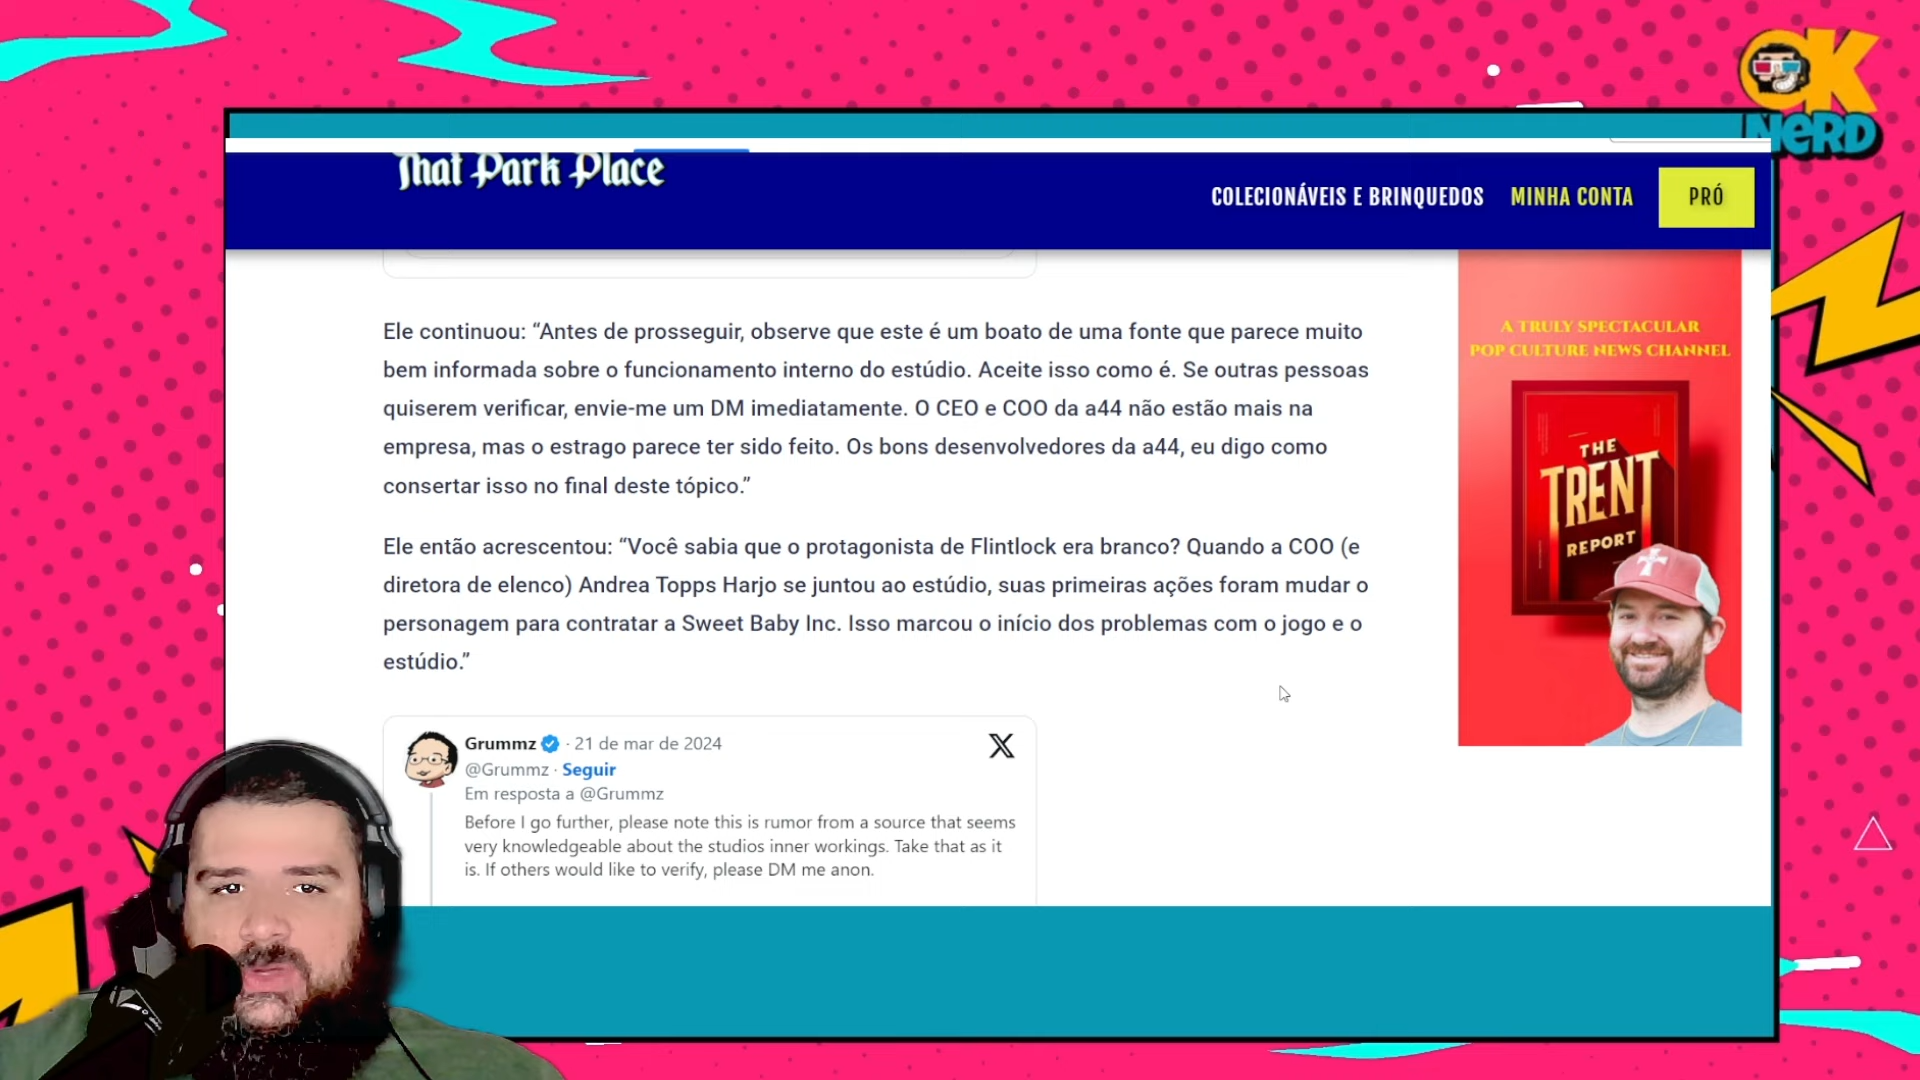 OK
NeRD
That Park Place
COLECIONÁVEIS E BRINQUEDOS
MINHA CONTA
PRÓ
Ele continuou: “Antes de prosseguir, observe que este é um boato de uma fonte que parece muito
bem informada sobre o funcionamento interno do estúdio. Aceite isso como é. Se outras pessoas
quiserem verificar, envie-me um DM imediatamente. O CEO e COO da a44 não estão mais na
empresa, mas o estrago parece ter sido feito. Os bons desenvolvedores da a44, eu digo como
consertar isso no final deste tópico.”
Ele então acrescentou: “Você sabia que o protagonista de Flintlock era branco? Quando a COO (e
diretora de elenco) Andrea Topps Harjo se juntou ao estúdio, suas primeiras ações foram mudar o
personagem para contratar a Sweet Baby Inc. Isso marcou o início dos problemas com o jogo e o
estúdio.”
A TRULY SPECTACULAR
POP CULTURE NEWS CHANNEL
THE
TRENT
REPORT
Grummz · 21 de mar de 2024
@Grummz · Seguir
Em resposta a @Grummz
Before I go further, please note this is rumor from a source that seems
very knowledgeable about the studios inner workings. Take that as it
is. If others would like to verify, please DM me anon.